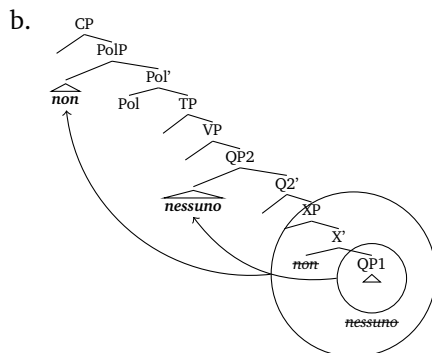 b.
CP
PolP
Pol'
non
Pol
TP
VP
QP2
Q2'
nessuno
XP
X'
non
QP1
nessuno